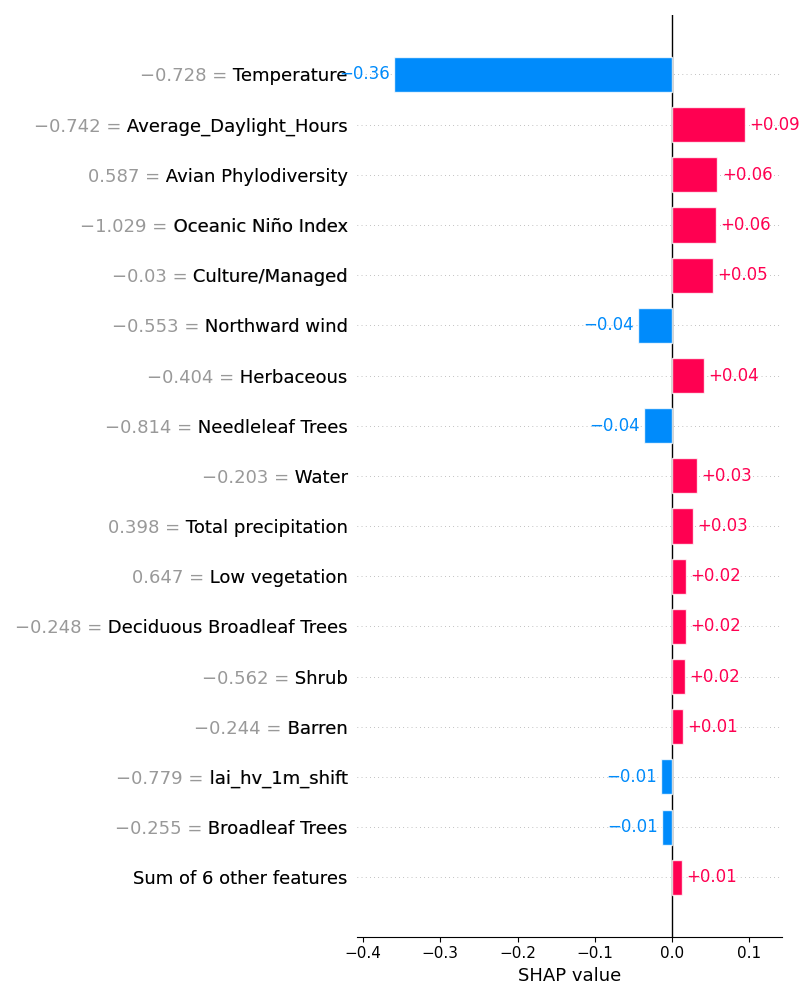 −0.728 = Temperature −0.36
−0.742 = Average_Daylight_Hours +0.09
0.587 = Avian Phylodiversity +0.06
−1.029 = Oceanic Niño Index +0.06
−0.03 = Culture/Managed +0.05
−0.553 = Northward wind −0.04
−0.404 = Herbaceous +0.04
−0.814 = Needleleaf Trees −0.04
−0.203 = Water +0.03
0.398 = Total precipitation +0.03
0.647 = Low vegetation +0.02
−0.248 = Deciduous Broadleaf Trees +0.02
−0.562 = Shrub +0.02
−0.244 = Barren +0.01
−0.779 = lai_hv_1m_shift −0.01
−0.255 = Broadleaf Trees −0.01
Sum of 6 other features +0.01
−0.4 −0.3 −0.2 −0.1 0.0 0.1
SHAP value